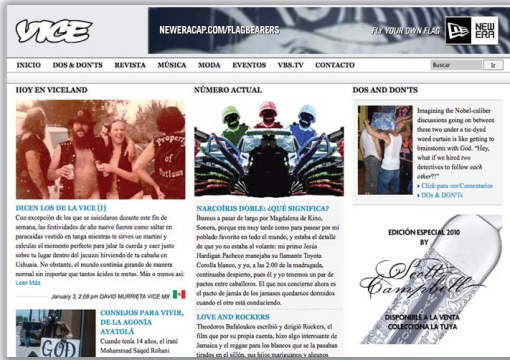 VICE
NEWERACAP.COM/FLAGBEARERS
FLY YOUR OWN FLAG
NEW ERA
INICIO DOS & DON'TS REVISTA MÚSICA MODA EVENTOS VBS.TV CONTACTO
Buscar Ir
HOY EN VICELAND
Property
of
Outlaws
DICEN LOS DE LA VICE [1]
Con excepción de los que se suicidaron durante este fin de
semana, las festividades de año nuevo fueron como saltar en
paracaídas vestido en tanga mientras te sirves un martini y
calculas el momento perfecto para jalar la cuerda y caer justo
sobre tu lugar dentro del jacuzzi hirviendo de tu cabaña en
Ushuaia. No obstante, el mundo continúa girando de manera
normal sin importar que tantos ácidos te metas. Más o menos así:
Leer Más
January 3, 2:08 pm DAVID MURRIETA VICE MX
GOD
CONSEJOS PARA VIVIR,
DE LA AGONÍA
AYATOLÁ
Cuando tenía 14 años, el iraní
Mohammad Saqed Rohani
NÚMERO ACTUAL
NARCOÍRIS DOBLE: ¿QUÉ SIGNIFICA?
Íbamos a pasar de largo por Magdalena de Kino,
Sonora, porque era muy tarde como para pasear por mi
poblado favorito en todo el mundo, y estaba el detalle
de que yo no estaba al volante: mi primo Jesús
Hardigan Pacheco manejaba su flamante Toyota
Corolla blanco, y yo, a las 2:00 de la madrugada,
continuaba despierto, pues él y yo tenemos un par de
pactos entre caballeros. El que nos concierne ahora es
el pacto de jamás de los jamases quedarnos dormidos
cuando el otro está conduciendo.
LOVE AND ROCKERS
Theodoros Bafaloukos escribió y dirigió Rockers, el
film que por su propia cuenta, hizo algo interesante de
Jamaica y el reggae para los blancos que se la pasaban
tirados en el sillón, sus hijos marijuanos y algunos
DOS AND DON'TS
Imagining the Nobel-caliber
discussions going on between
these two under a tie-dyed
weed curtain is like getting to
brainstorm with God. "Hey,
what if we hired two
detectives to follow each
other?!"
Click para ver/Comentarios
DOs & DON'Ts
EDICIÓN ESPECIAL 2010
BY
Scott
Campbell
DISPONIBLE A LA VENTA
COLECCIONA LA TUYA